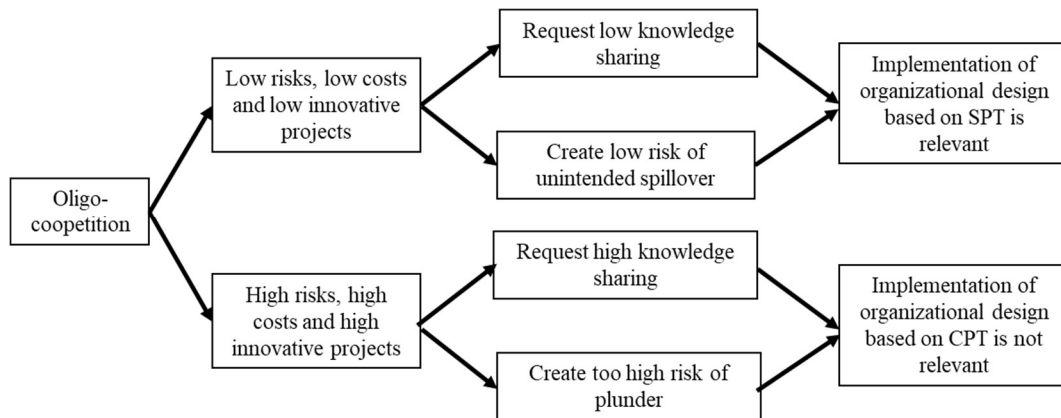 Oligo-
coopetition
Low risks, low costs
and low innovative
projects
High risks, high
costs and high
innovative projects
Request low knowledge
sharing
Create low risk of
unintended spillover
Request high knowledge
sharing
Create too high risk of
plunder
Implementation of
organizational design
based on SPT is
relevant
Implementation of
organizational design
based on CPT is not
relevant